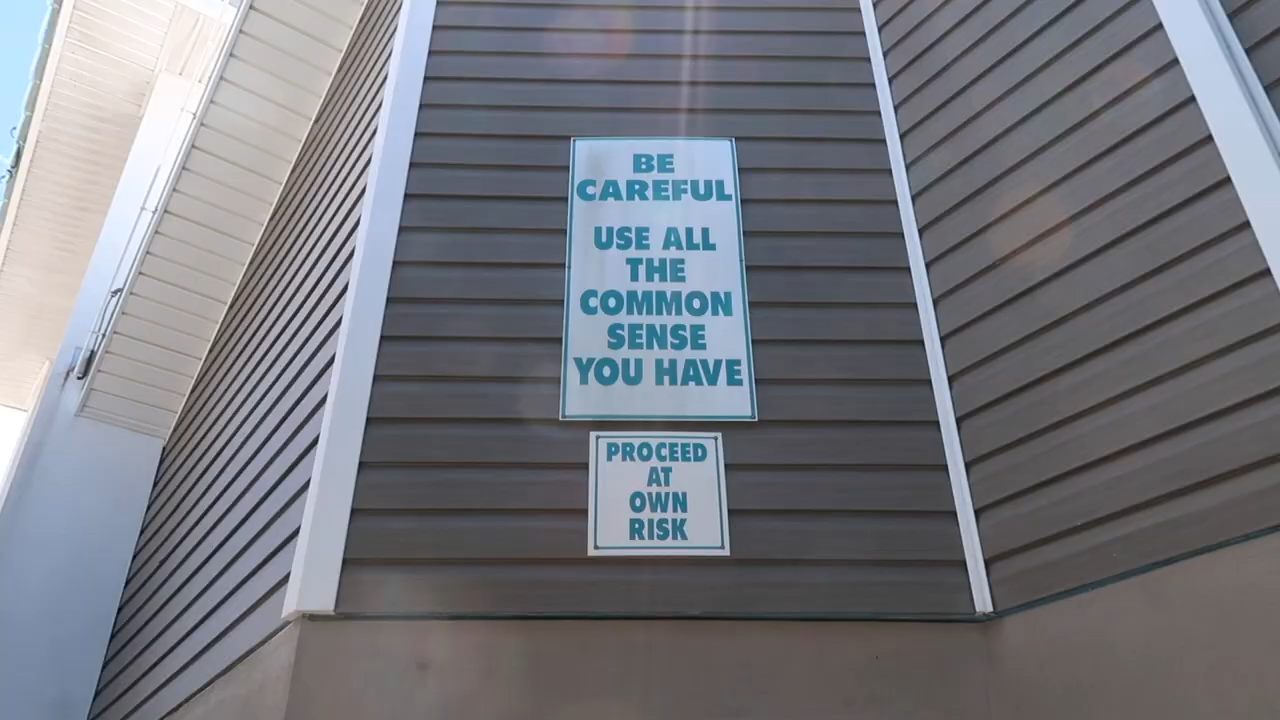 BE
CAREFUL
USE ALL
THE
COMMON
SENSE
YOU HAVE
PROCEED
AT
OWN
RISK